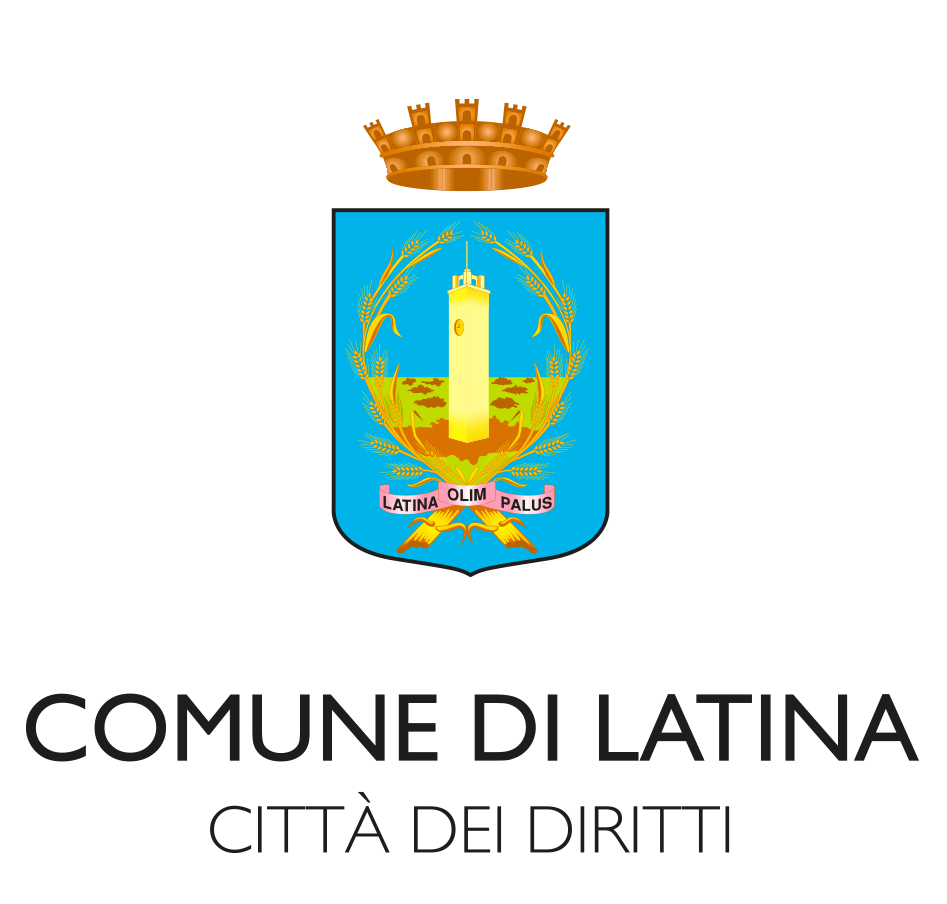 LATINA OLIM PALUS
COMUNE DI LATINA
CITTÀ DEI DIRITTI